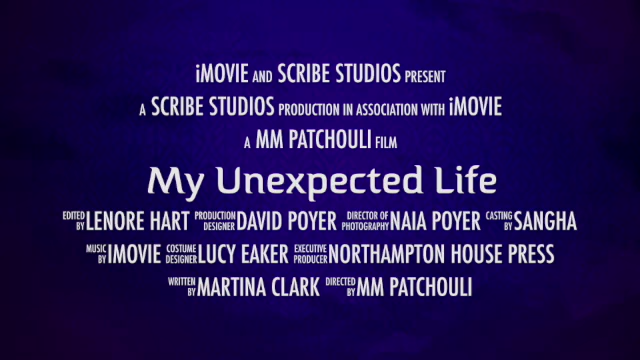 iMOVIE AND SCRIBE STUDIOS PRESENT
A SCRIBE STUDIOS PRODUCTION IN ASSOCIATION WITH iMOVIE
A MM PATCHOULI FILM
My Unexpected Life
EDITED BY LENORE HART PRODUCTION DESIGNER DAVID POYER DIRECTOR OF PHOTOGRAPHY NAIA POYER CASTING BY SANGHA
MUSIC BY IMOVIE COSTUME DESIGNER LUCY EAKER EXECUTIVE PRODUCER NORTHAMPTON HOUSE PRESS
WRITTEN BY MARTINA CLARK DIRECTED BY MM PATCHOULI